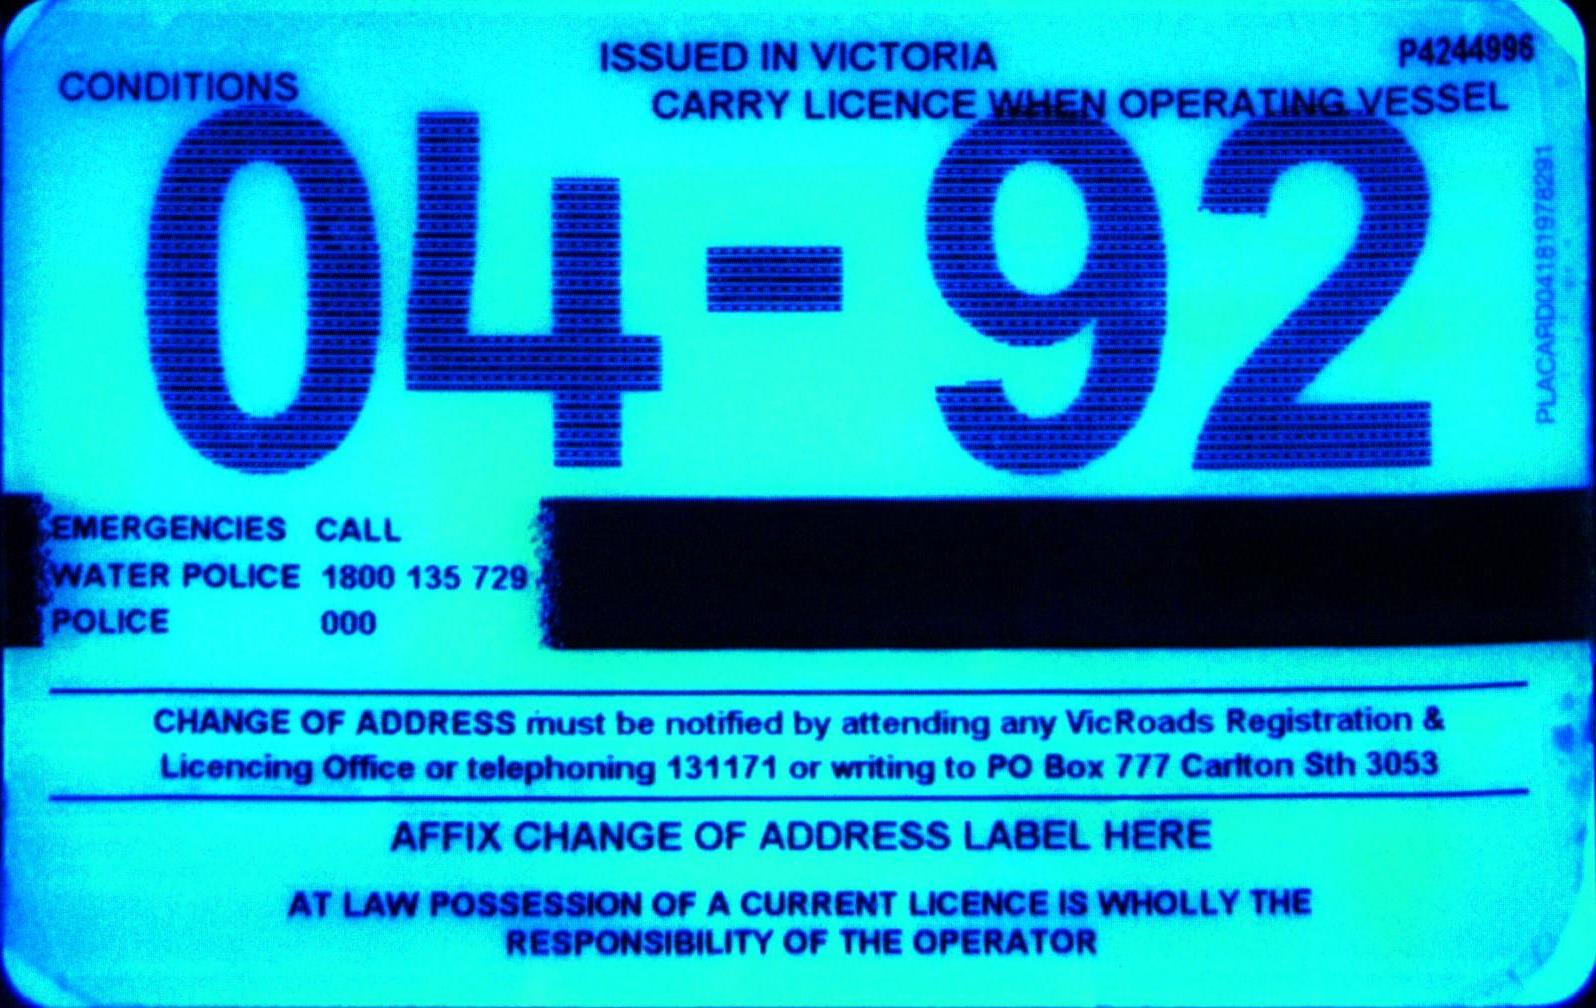 ISSUED IN VICTORIA P4244996
CONDITIONS
CARRY LICENCE WHEN OPERATING VESSEL
04-92
PLACARD0418197829​1
EMERGENCIES CALL
WATER POLICE 1800 135 729
POLICE 000
CHANGE OF ADDRESS must be notified by attending any VicRoads Registration &
Licencing Office or telephoning 131171 or writing to PO Box 777 Carlton Sth 3053
AFFIX CHANGE OF ADDRESS LABEL HERE
AT LAW POSSESSION OF A CURRENT LICENCE IS WHOLLY THE
RESPONSIBILITY OF THE OPERATOR